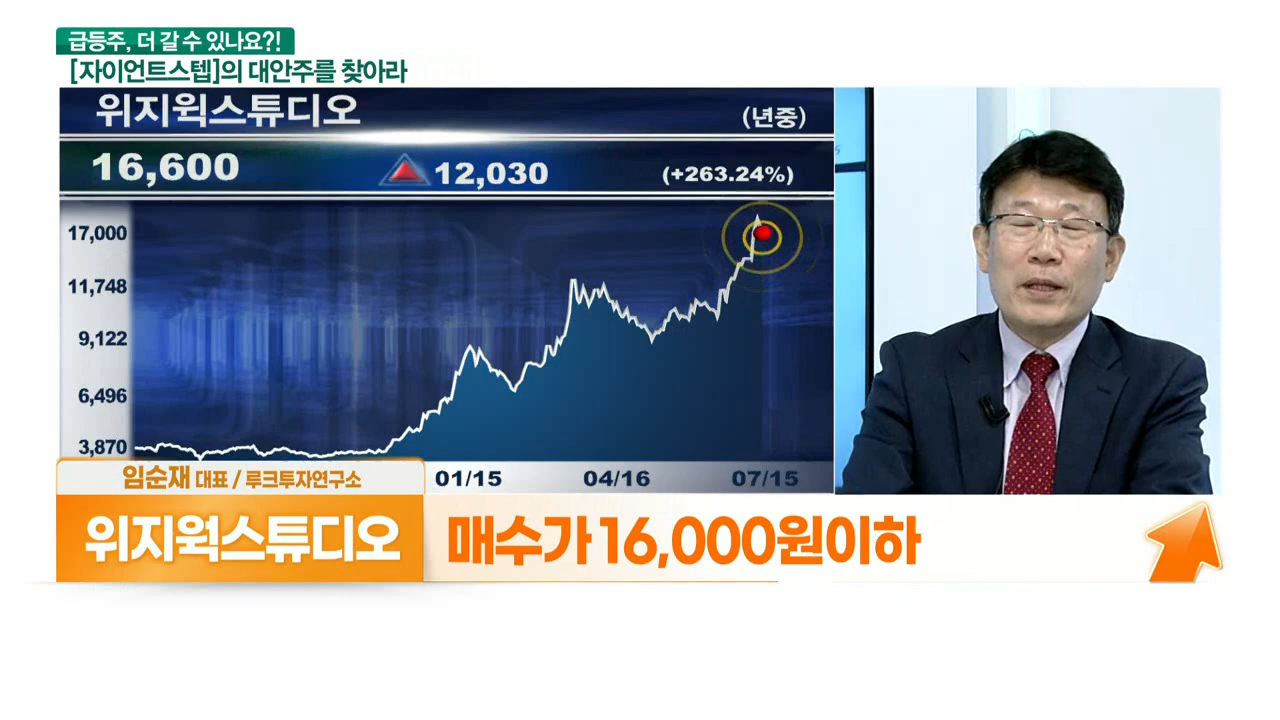 급등주, 더 갈 수 있나요?!
[자이언트스텝]의 대안주를 찾아라
위지윅스튜디오 (년중)
16,600 12,030 (+263.24%)
17,000
11,748
9,122
6,496
3,870
01/15 04/16 07/15
임순재 대표 / 루크투자연구소
위지윅스튜디오 매수가 16,000원이하